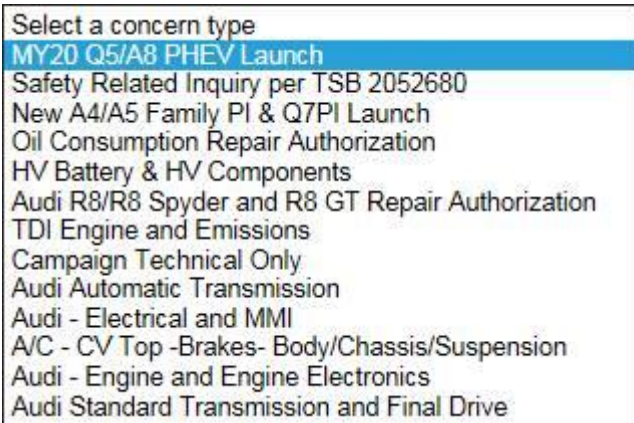 Select a concern type
MY20 Q5/A8 PHEV Launch
Safety Related Inquiry per TSB 2052680
New A4/A5 Family PI & Q7PI Launch
Oil Consumption Repair Authorization
HV Battery & HV Components
Audi R8/R8 Spyder and R8 GT Repair Authorization
TDI Engine and Emissions
Campaign Technical Only
Audi Automatic Transmission
Audi - Electrical and MMI
A/C - CV Top -Brakes- Body/Chassis/Suspension
Audi - Engine and Engine Electronics
Audi Standard Transmission and Final Drive